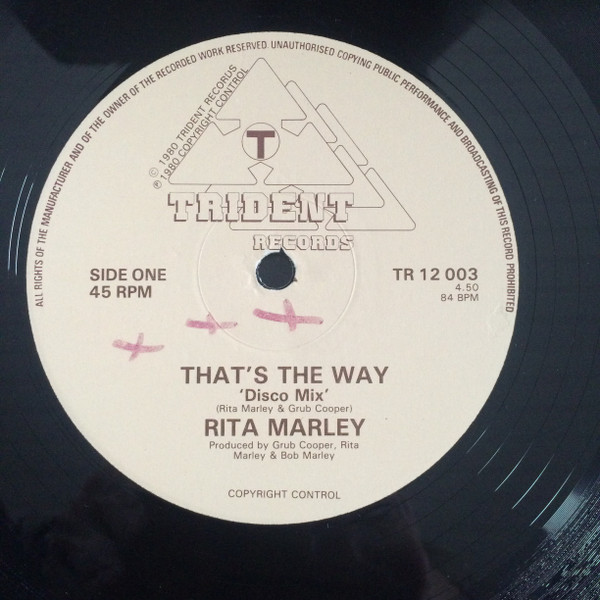 ALL RIGHTS OF THE MANUFACTURER AND OF THE OWNER OF THE RECORDED WORK RESERVED. UNAUTHORISED COPYING PUBLIC PERFORMANCE AND BROADCASTING OF THIS RECORD PROHIBITED
© 1980 TRIDENT RECORDS
℗ 1980 COPYRIGHT CONTROL
T
TRIDENT
RECORDS
SIDE ONE
45 RPM
TR 12 003
4.50
84 BPM
THAT'S THE WAY
'Disco Mix'
(Rita Marley & Grub Cooper)
RITA MARLEY
Produced by Grub Cooper, Rita
Marley & Bob Marley
COPYRIGHT CONTROL